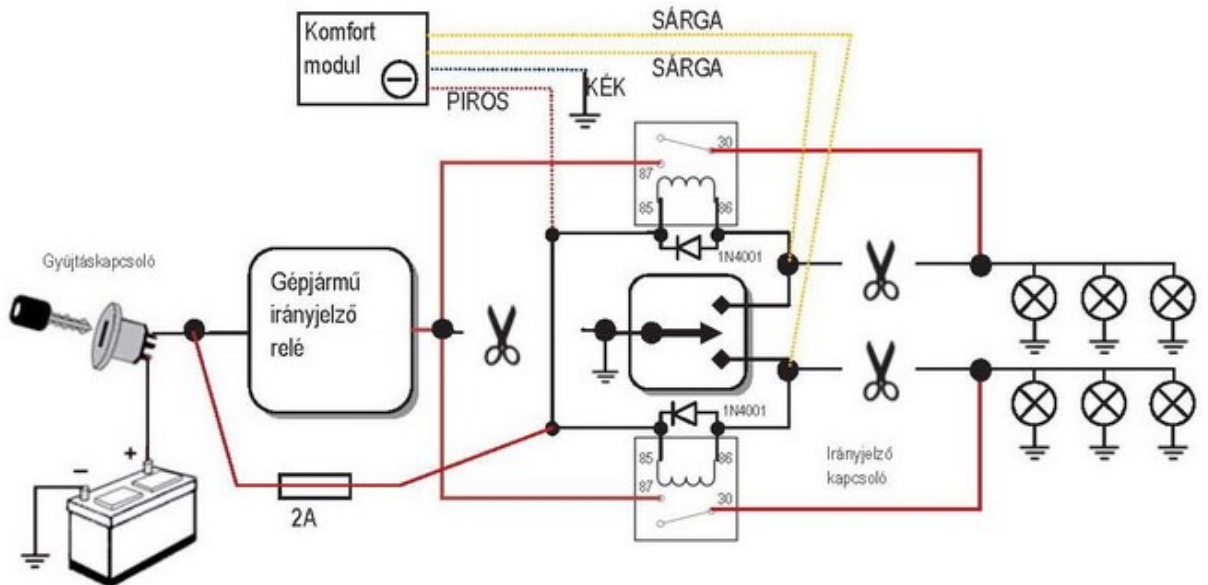 Komfort
modul
SÁRGA
SÁRGA
KÉK
PIROS
30
87
85
86
1N4001
Gyújtáskapcsoló
Gépjármű
irányjelző
relé
+
−
2A
1N4001
85
86
87
30
Irányjelző
kapcsoló